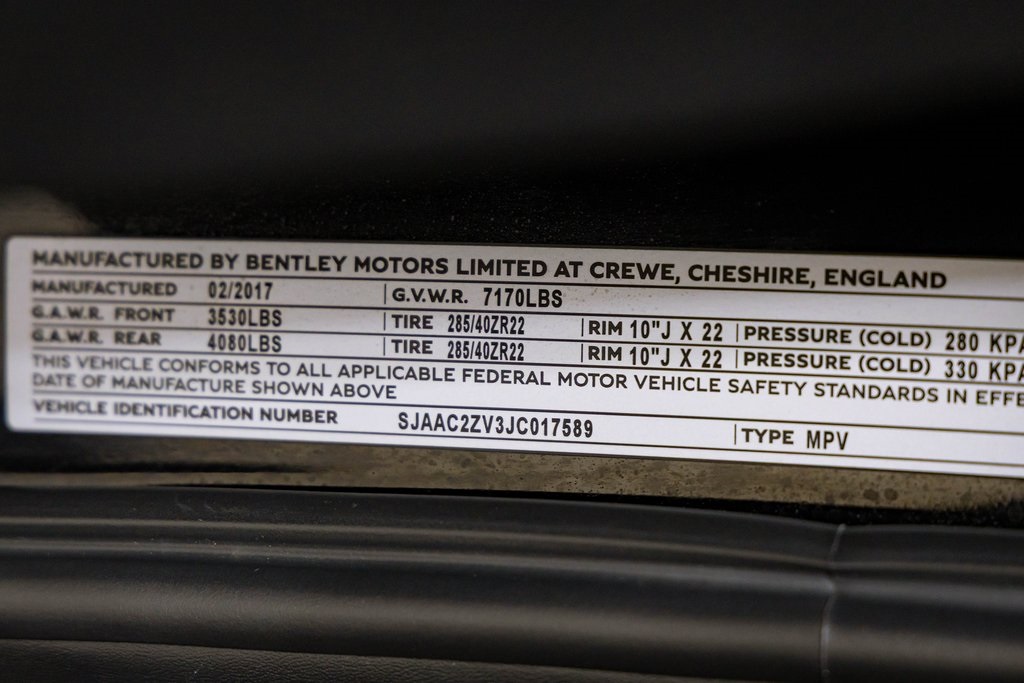 MANUFACTURED BY BENTLEY MOTORS LIMITED AT CREWE, CHESHIRE, ENGLAND
MANUFACTURED 02/2017 G.V.W.R. 7170LBS
G.A.W.R. FRONT 3530LBS TIRE 285/40ZR22 RIM 10"J X 22 PRESSURE (COLD) 280 KPA
G.A.W.R. REAR 4080LBS TIRE 285/40ZR22 RIM 10"J X 22 PRESSURE (COLD) 330 KPA
THIS VEHICLE CONFORMS TO ALL APPLICABLE FEDERAL MOTOR VEHICLE SAFETY STANDARDS IN EFFE
DATE OF MANUFACTURE SHOWN ABOVE
VEHICLE IDENTIFICATION NUMBER SJAAC2ZV3JC017589 TYPE MPV